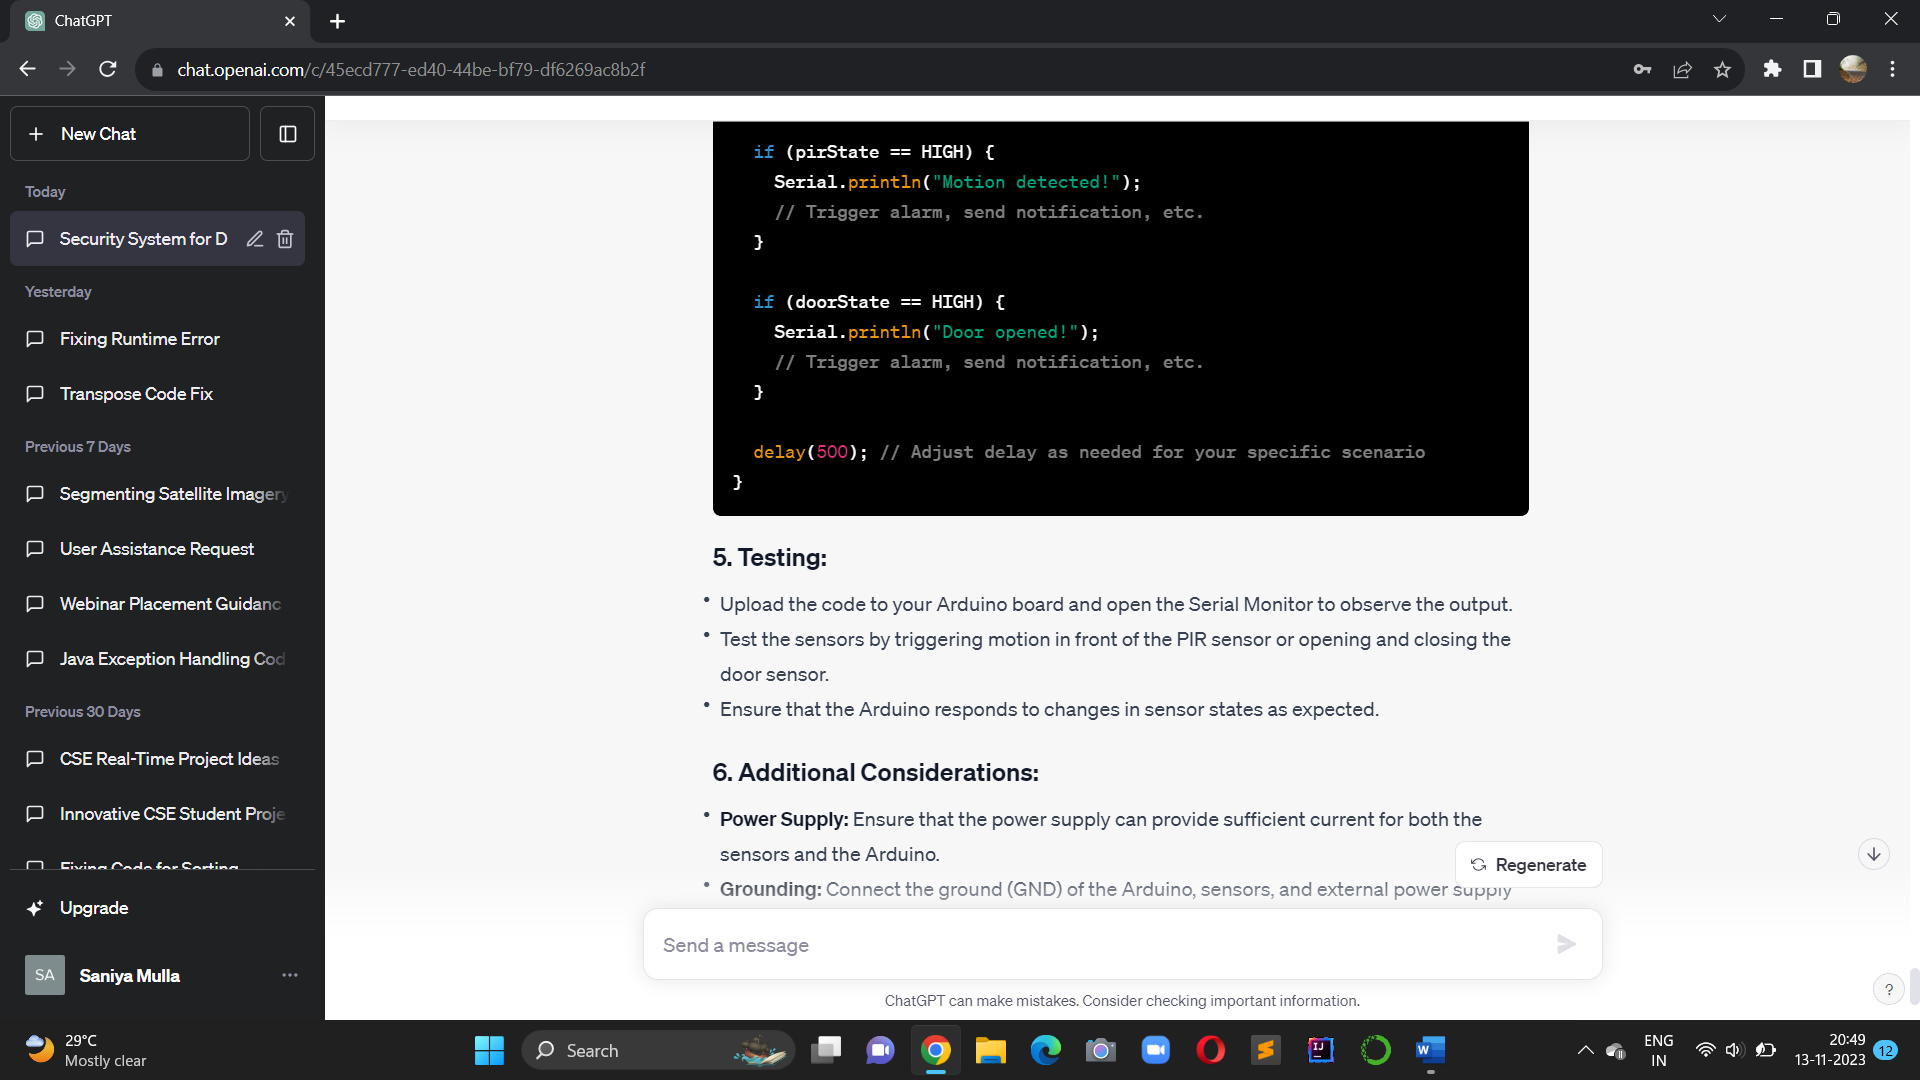 ChatGPT
chat.openai.com/c/45ecd777-ed40-44be-bf79-df6269ac8b2f
New Chat
Today
Security System for D
Yesterday
Fixing Runtime Error
Transpose Code Fix
Previous 7 Days
Segmenting Satellite Imagery
User Assistance Request
Webinar Placement Guidanc
Java Exception Handling Cod
Previous 30 Days
CSE Real-Time Project Ideas
Innovative CSE Student Proje
Fixing Code for Sorting
Upgrade
SA
Saniya Mulla
if (pirState == HIGH) {
Serial.println("Motion detected!");
// Trigger alarm, send notification, etc.
}
if (doorState == HIGH) {
Serial.println("Door opened!");
// Trigger alarm, send notification, etc.
}
delay(500); // Adjust delay as needed for your specific scenario
}
5. Testing:
• Upload the code to your Arduino board and open the Serial Monitor to observe the output.
• Test the sensors by triggering motion in front of the PIR sensor or opening and closing the
door sensor.
• Ensure that the Arduino responds to changes in sensor states as expected.
6. Additional Considerations:
• Power Supply: Ensure that the power supply can provide sufficient current for both the
sensors and the Arduino.
• Grounding: Connect the ground (GND) of the Arduino, sensors, and external power supply
Regenerate
Send a message
ChatGPT can make mistakes. Consider checking important information.
?
29°C
Mostly clear
Search
IJ
W
ENG
IN
20:49
13-11-2023
12